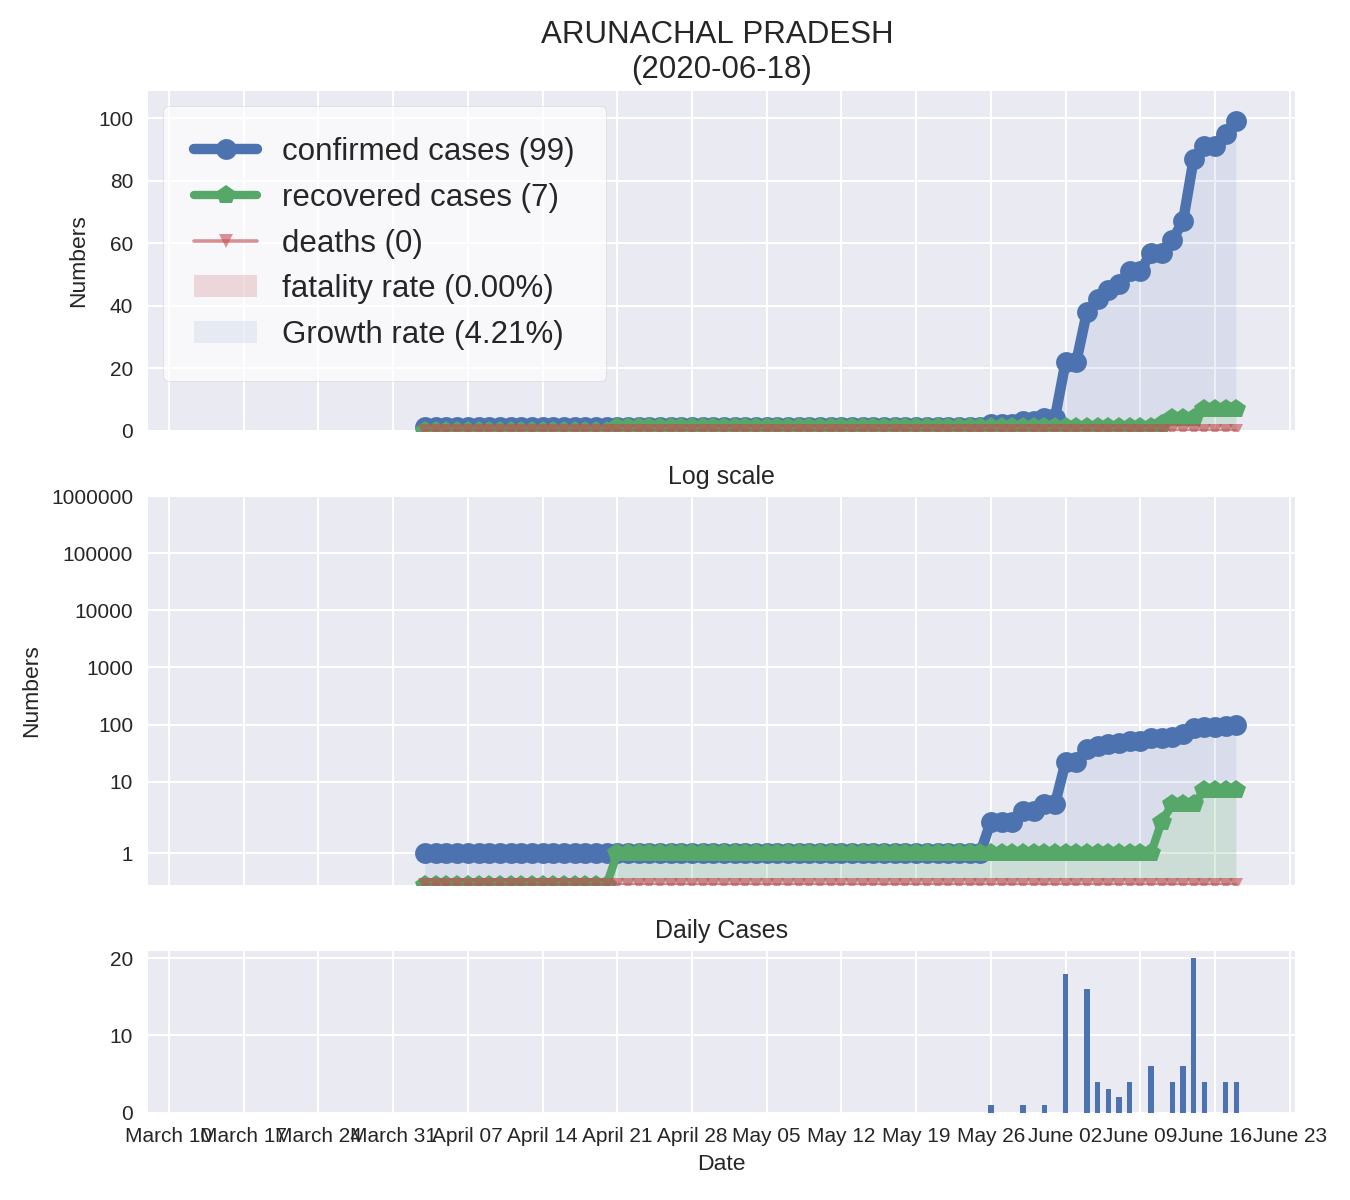 ARUNACHAL PRADESH
(2020-06-18)
100
80
60
40
20
0
Numbers
confirmed cases (99)
recovered cases (7)
deaths (0)
fatality rate (0.00%)
Growth rate (4.21%)
Log scale
1000000
100000
10000
1000
100
10
1
Numbers
Daily Cases
20
10
0
March 10 March 17 March 24 March 31 April 07 April 14 April 21 April 28 May 05 May 12 May 19 May 26 June 02 June 09 June 16 June 23
Date